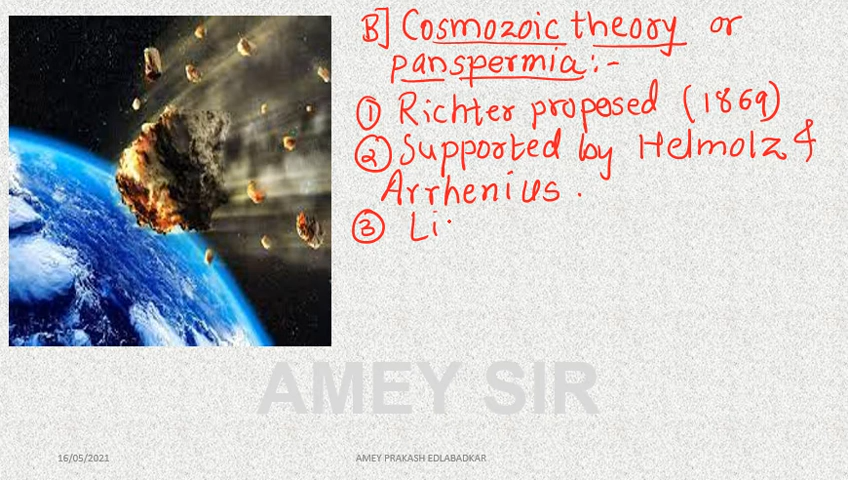 B] Cosmozoic theory or
panspermia:-
① Richter proposed (1869)
② Supported by Helmolz &
Arrhenius.
③ Li
AMEY SIR
16/05/2021 AMEY PRAKASH EDLABADKAR